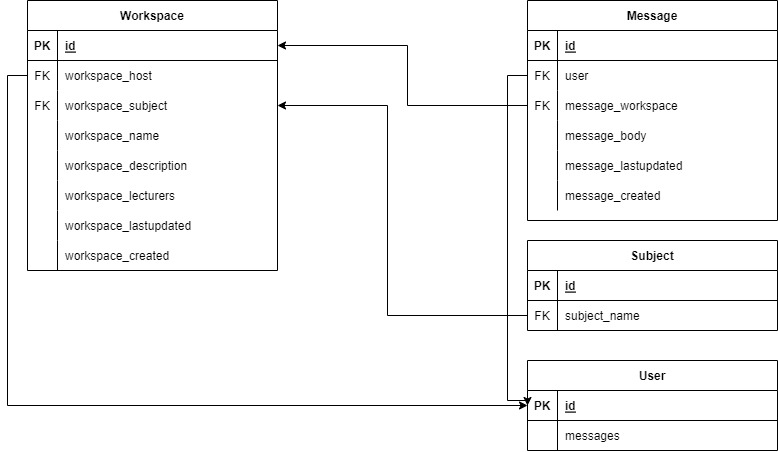 Workspace
PK id
FK workspace_host
FK workspace_subject
workspace_name
workspace_description
workspace_lecturers
workspace_lastupdated
workspace_created
Message
PK id
FK user
FK message_workspace
message_body
message_lastupdated
message_created
Subject
PK id
FK subject_name
User
PK id
messages